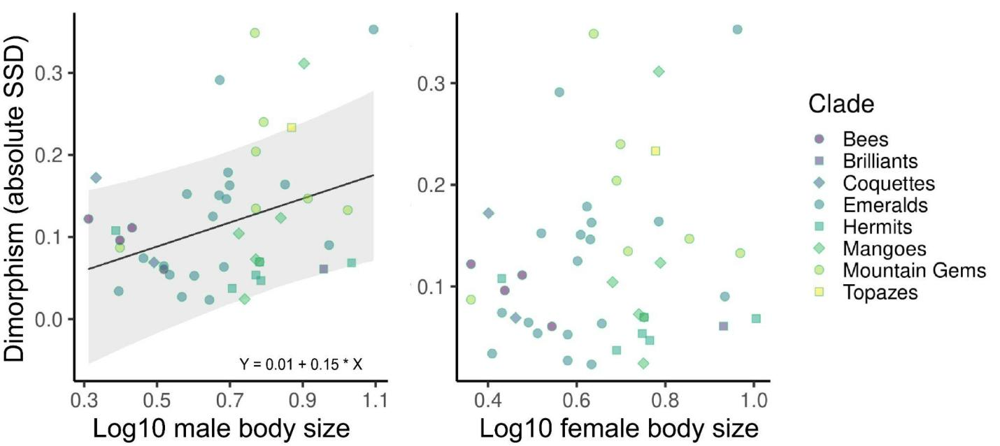 Dimorphism (absolute SSD)
0.3
0.2
0.1
0.0
Y = 0.01 + 0.15 * X
0.3 0.5 0.7 0.9 1.1
Log10 male body size
0.3
0.2
0.1
0.4 0.6 0.8 1.0
Log10 female body size
Clade
Bees
Brilliants
Coquettes
Emeralds
Hermits
Mangoes
Mountain Gems
Topazes